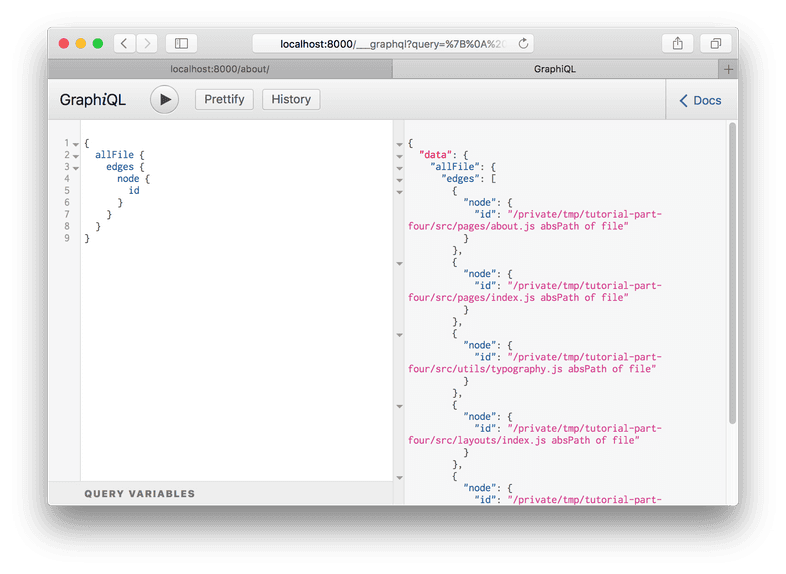 localhost:8000/___graphql?query=%7B%0A%20
localhost:8000/about/
GraphiQL
+
GraphiQL
Prettify
History
Docs
1 {
2 allFile {
3 edges {
4 node {
5 id
6 }
7 }
8 }
9 }
QUERY VARIABLES
{
"data": {
"allFile": {
"edges": [
{
"node": {
"id": "/private/tmp/tutorial-part-
four/src/pages/about.js absPath of file"
}
},
{
"node": {
"id": "/private/tmp/tutorial-part-
four/src/pages/index.js absPath of file"
}
},
{
"node": {
"id": "/private/tmp/tutorial-part-
four/src/utils/typography.js absPath of file"
}
},
{
"node": {
"id": "/private/tmp/tutorial-part-
four/src/layouts/index.js absPath of file"
}
},
{
"node": {
"id": "/private/tmp/tutorial-part-